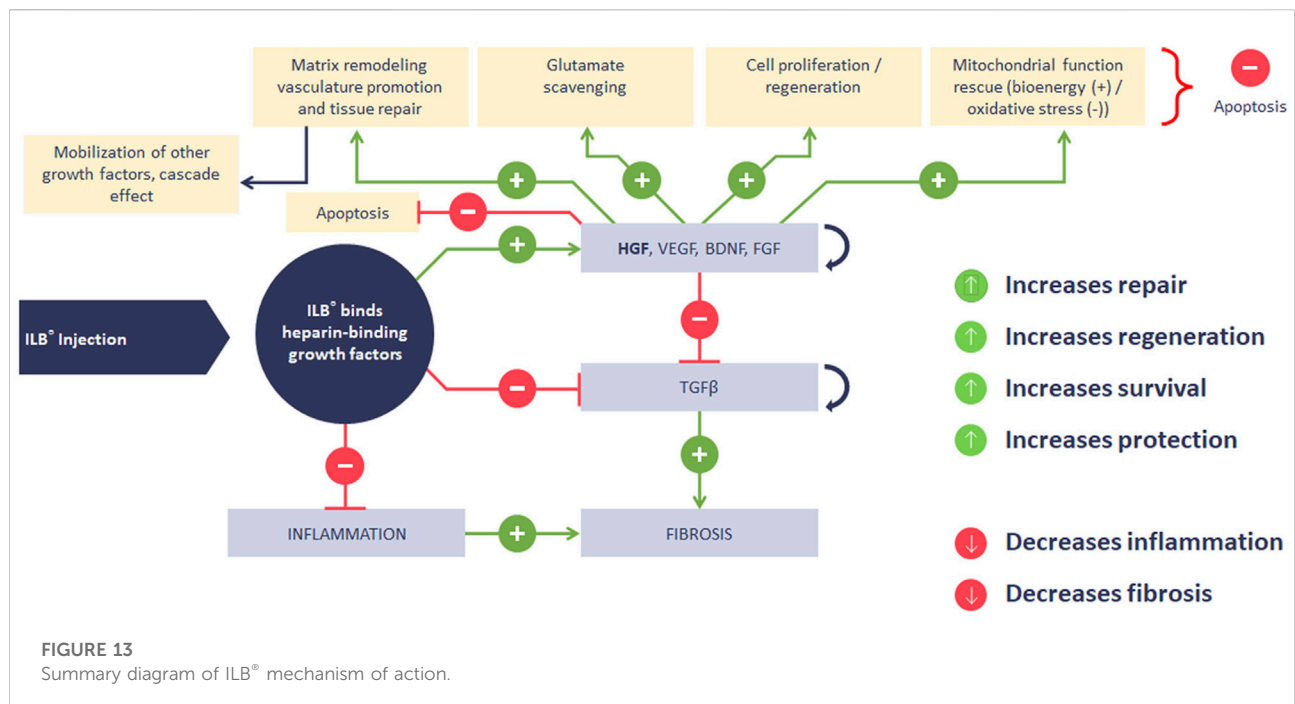 Matrix remodeling
vasculature promotion
and tissue repair
Glutamate
scavenging
Cell proliferation /
regeneration
Mitochondrial function
rescue (bioenergy (+) /
oxidative stress (-))
−
Apoptosis
Mobilization of other
growth factors, cascade
effect
+
+
+
+
Apoptosis
−
+
HGF, VEGF, BDNF, FGF
ILB® Injection
ILB® binds
heparin-binding
growth factors
−
−
TGFβ
−
+
INFLAMMATION
+
FIBROSIS
↑ Increases repair
↑ Increases regeneration
↑ Increases survival
↑ Increases protection
↓ Decreases inflammation
↓ Decreases fibrosis
FIGURE 13
Summary diagram of ILB® mechanism of action.